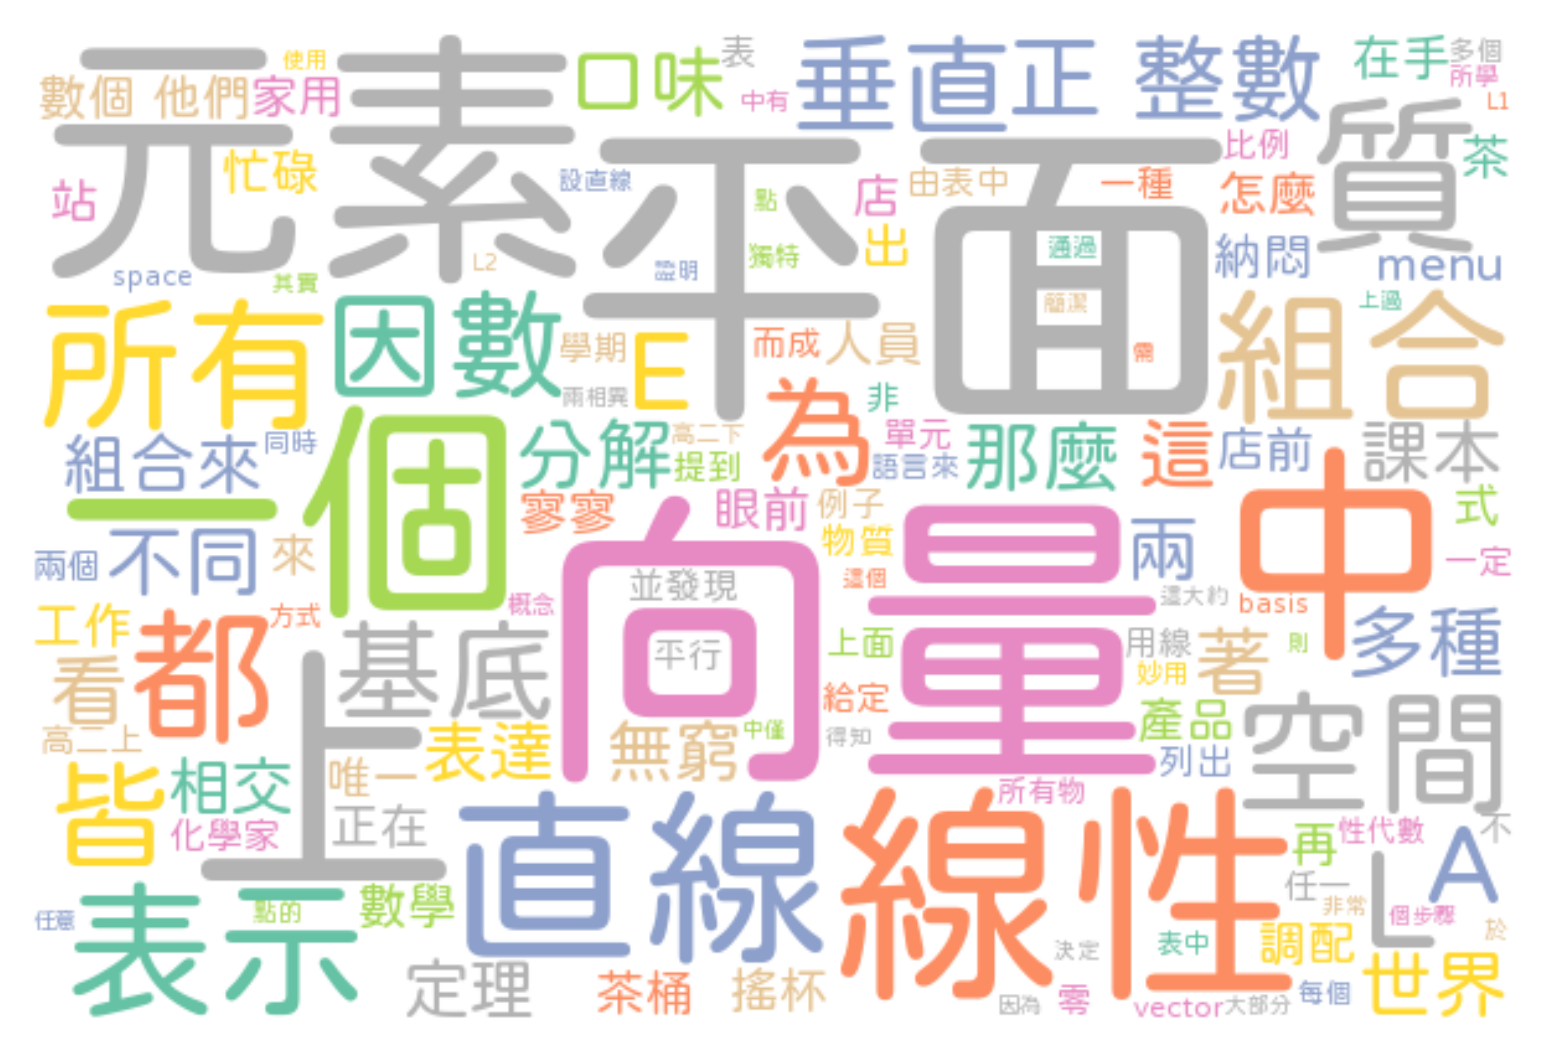 使用
表
多個
元素
口味
垂直正
整數
在手
所學
數個
他們
家用
中有
L1
質
平面
比例
茶
忙碌
站
設直線
點
店
由表中
一種
怎麼
出
獨特
通過
納悶
menu
L2
證明
space
其實
簡潔
上過
所有
因數
學期
E
而成
人員
需
組合
兩相異
為
非
組合來
同時
一個
分解
高二下
提到
單元
語言來
那麼
這
店前
課本
中
寥寥
眼前
例子
式
向量
兩
物質
不同
來
兩個
一定
並發現
這個
這大約
basis
概念
工作
方式
都
基底
平行
上面
用線
著
則
多種
看
妙用
給定
上
高二上
表達
無窮
中僅
得知
產品
空間
列出
皆
相交
唯一
所有物
直線
線性
化學家
正在
再
性代數
不
L
A
任一
表示
點的
數學
任意
非常
個步驟
於
決定
表中
調配
世界
定理
茶桶
搖杯
因為
零
vector
大部分
每個